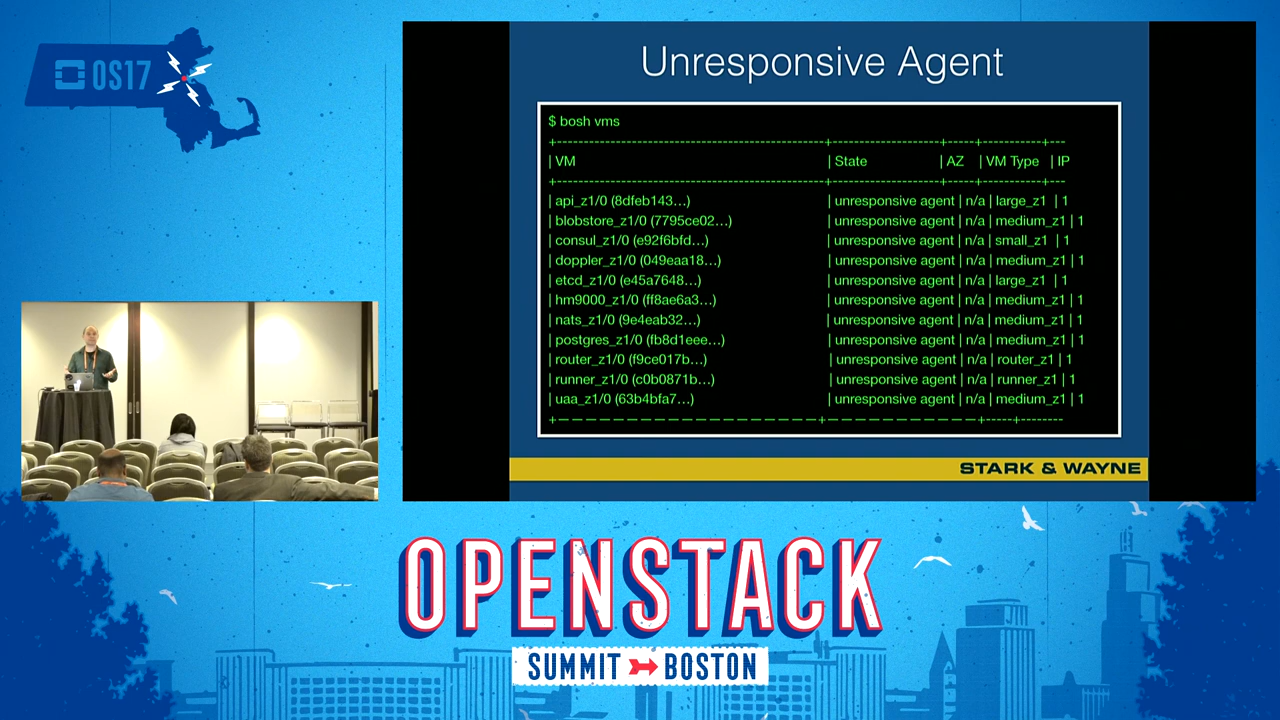 OS17
Unresponsive Agent
$ bosh vms
+---------------------------------------------------------------+--------------------------+-------+---------------+----
| VM | State | AZ | VM Type | IP
+---------------------------------------------------------------+--------------------------+-------+---------------+----
| api_z1/0 (8dfeb143…) | unresponsive agent | n/a | large_z1 | 1
| blobstore_z1/0 (7795ce02…) | unresponsive agent | n/a | medium_z1 | 1
| consul_z1/0 (e92f6bfd…) | unresponsive agent | n/a | small_z1 | 1
| doppler_z1/0 (049eaa18…) | unresponsive agent | n/a | medium_z1 | 1
| etcd_z1/0 (e45a7648…) | unresponsive agent | n/a | large_z1 | 1
| hm9000_z1/0 (ff8ae6a3…) | unresponsive agent | n/a | medium_z1 | 1
| nats_z1/0 (9e4eab32…) | unresponsive agent | n/a | medium_z1 | 1
| postgres_z1/0 (fb8d1eee…) | unresponsive agent | n/a | medium_z1 | 1
| router_z1/0 (f9ce017b…) | unresponsive agent | n/a | router_z1 | 1
| runner_z1/0 (c0b0871b…) | unresponsive agent | n/a | runner_z1 | 1
| uaa_z1/0 (63b4bfa7…) | unresponsive agent | n/a | medium_z1 | 1
+— — — — — — — — — — — — — — — — — — — — —+— — — — — — — — — — — — —+-----+--------
STARK & WAYNE
OPENSTACK
SUMMIT BOSTON